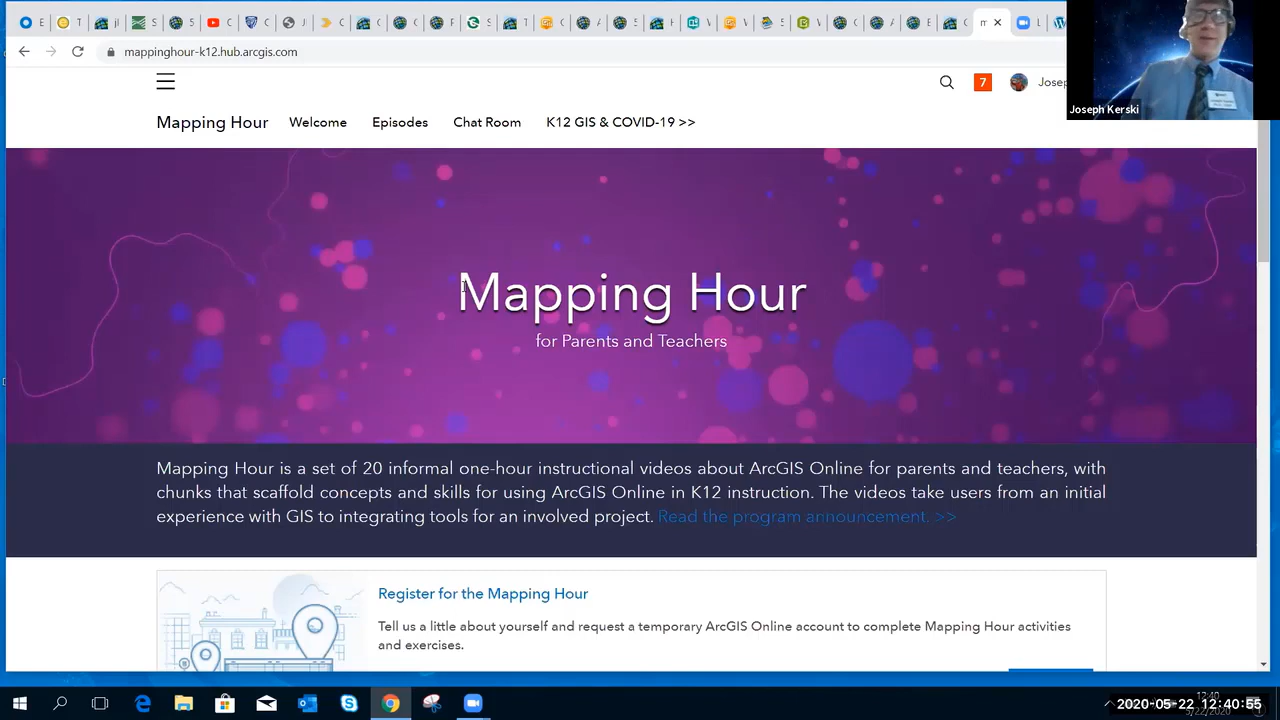 mappinghour-k12.hub.arcgis.com
7
Josep
Joseph Kerski
Mapping Hour
Welcome
Episodes
Chat Room
K12 GIS & COVID-19 >>
Mapping Hour
for Parents and Teachers
Mapping Hour is a set of 20 informal one-hour instructional videos about ArcGIS Online for parents and teachers, with
chunks that scaffold concepts and skills for using ArcGIS Online in K12 instruction. The videos take users from an initial
experience with GIS to integrating tools for an involved project. Read the program announcement. >>
Register for the Mapping Hour
Tell us a little about yourself and request a temporary ArcGIS Online account to complete Mapping Hour activities
and exercises.
12:40
2020-05-22 12:40:55